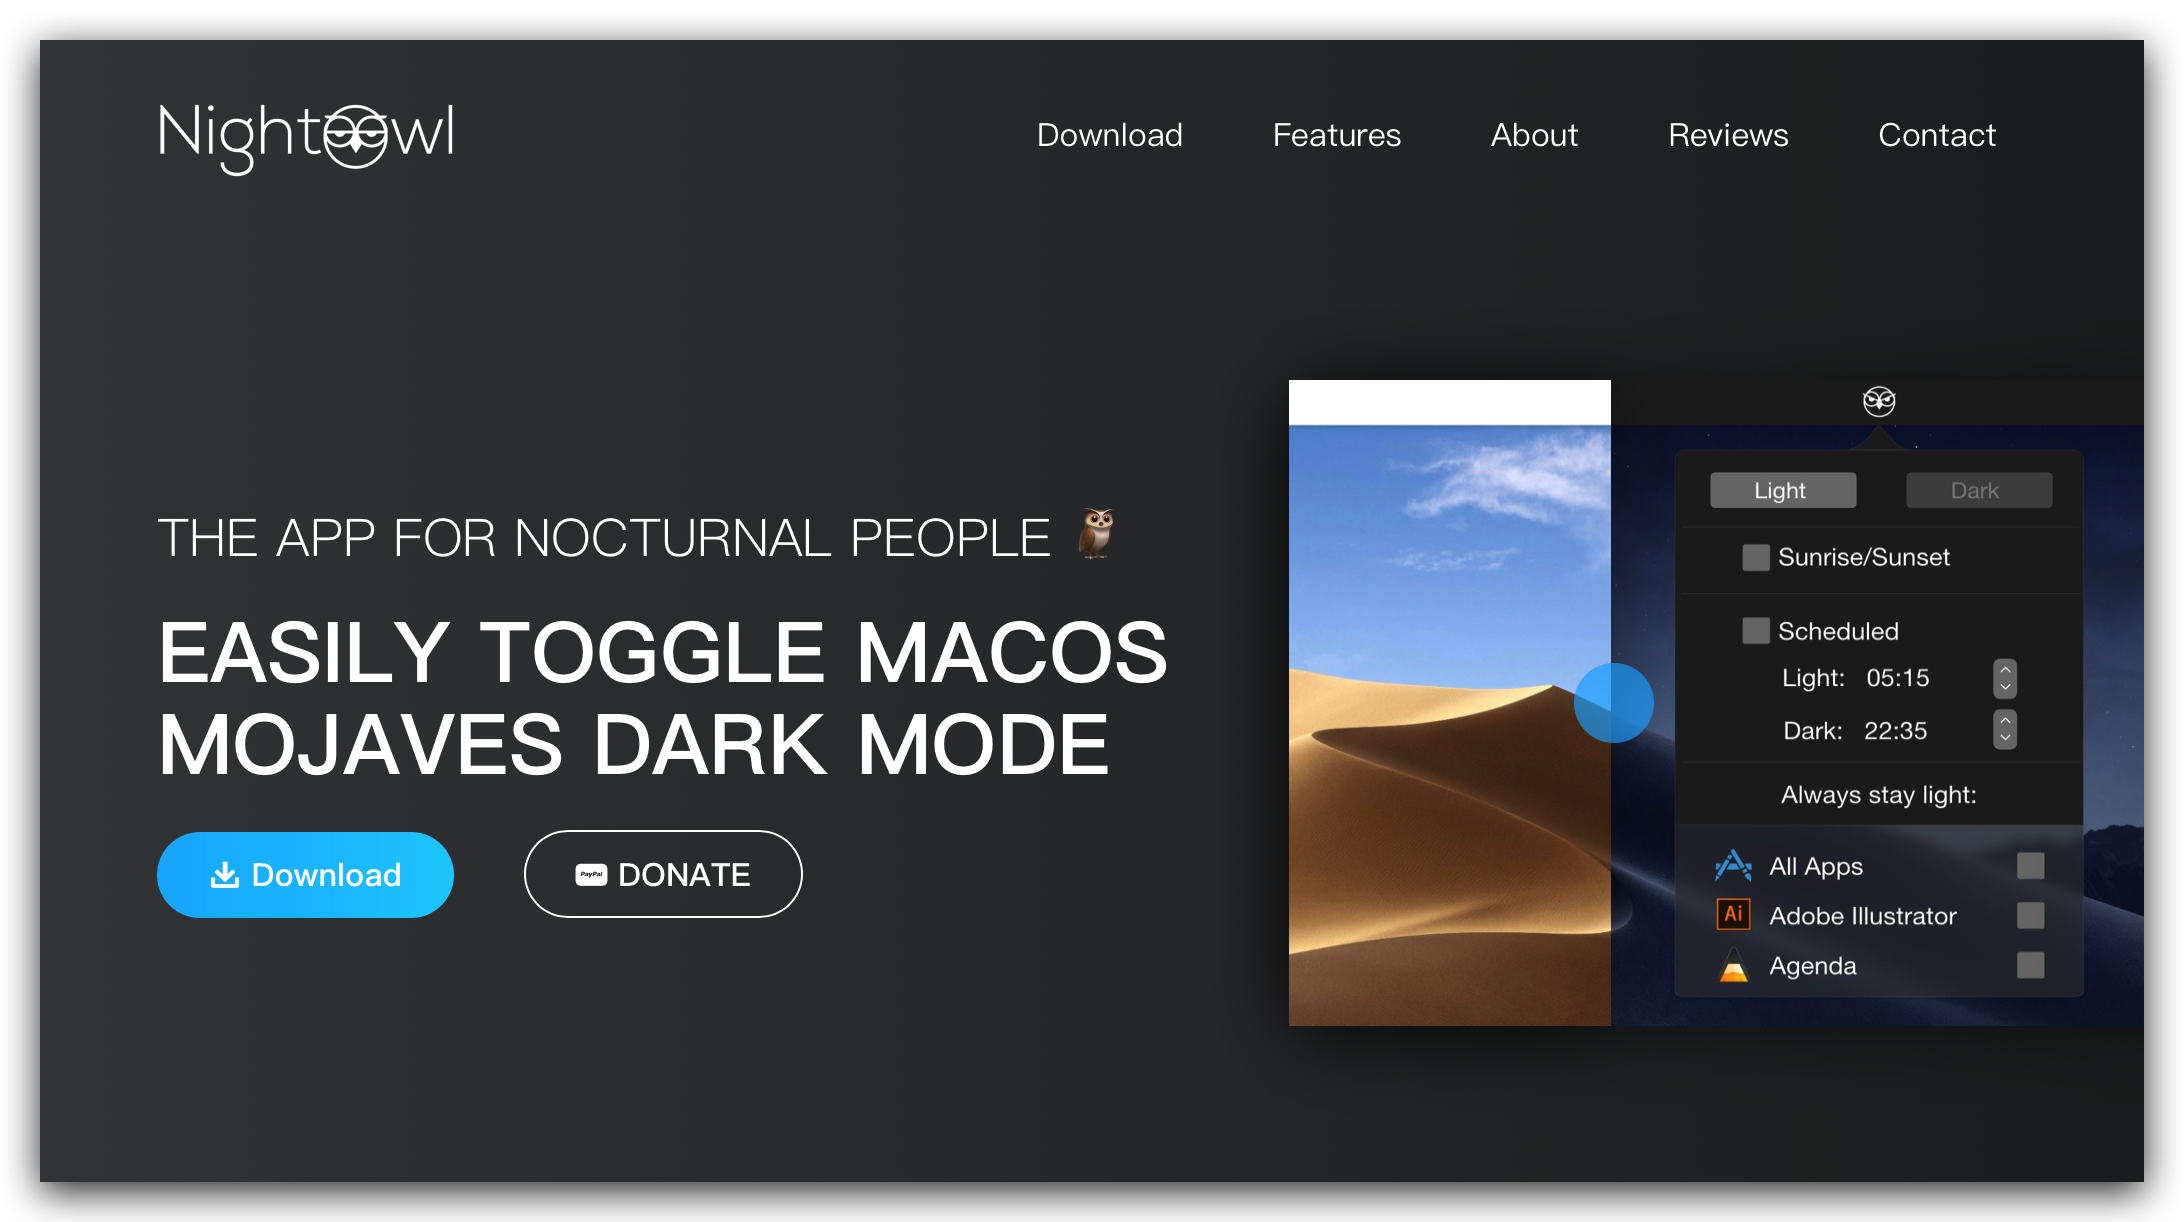 NightOwl
Download Features About Reviews Contact
THE APP FOR NOCTURNAL PEOPLE 🦉
EASILY TOGGLE MACOS
MOJAVES DARK MODE
Download
PayPal DONATE
Light Dark
Sunrise/Sunset
Scheduled
Light: 05:15
Dark: 22:35
Always stay light:
All Apps
Ai Adobe Illustrator
Agenda